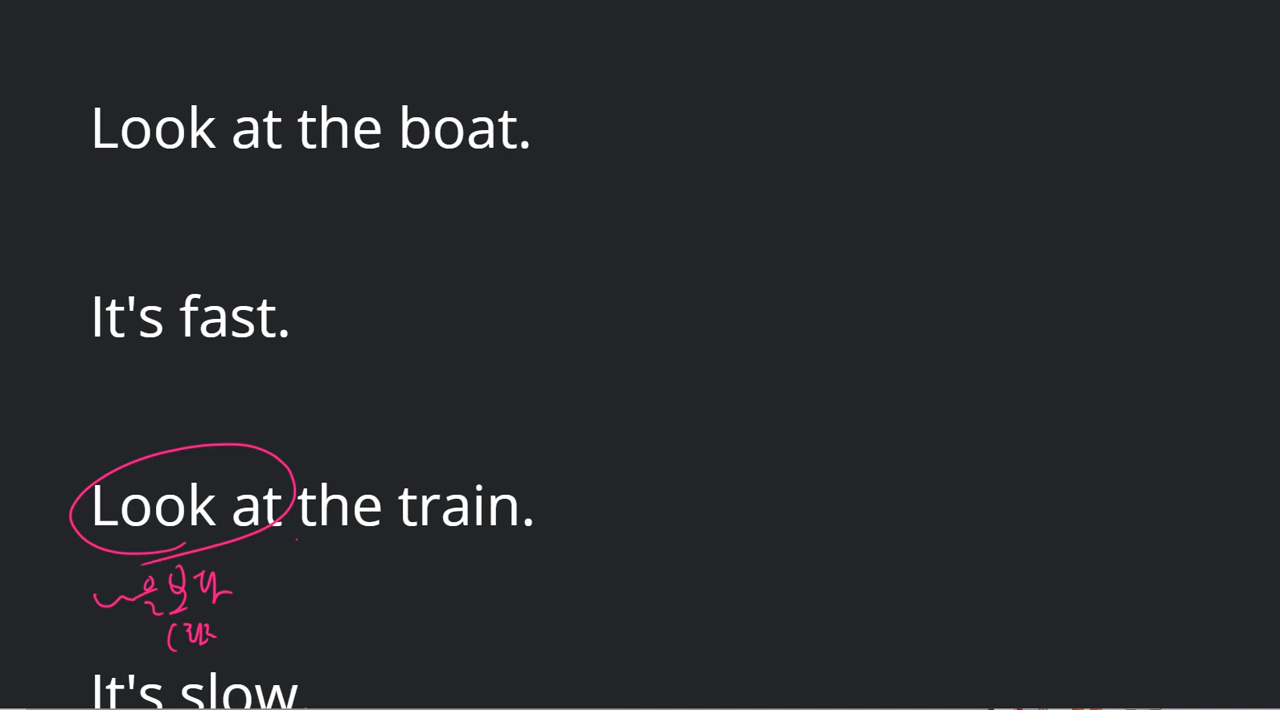 Look at the boat.
It's fast.
Look at the train.
~을 보다
It's slow.